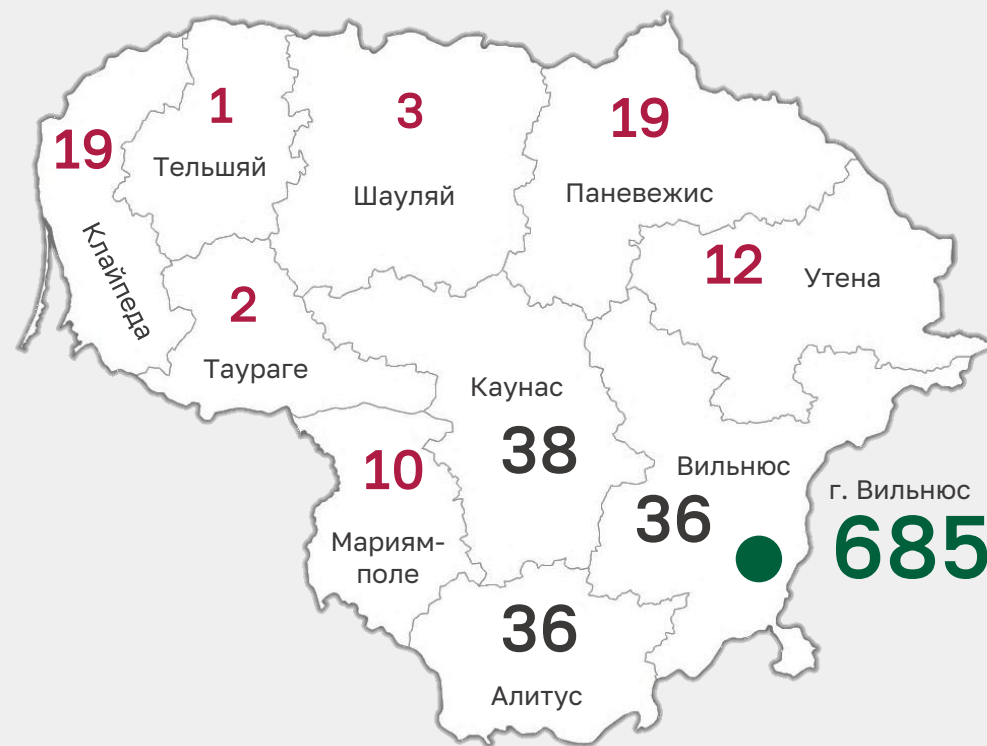 1
Тельшяй
3
Шауляй
19
Паневежис
19
Клайпеда
12
Утена
2
Таураге
Каунас
38
10
Мариям-
поле
Вильнюс
36
г. Вильнюс
685
36
Алитус